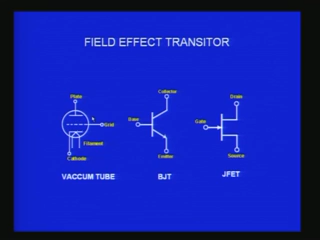 FIELD EFFECT TRANSITOR
Plate
Grid
Filament
Cathode
VACCUM TUBE
Collector
Base
Emitter
BJT
Drain
Gate
Source
JFET